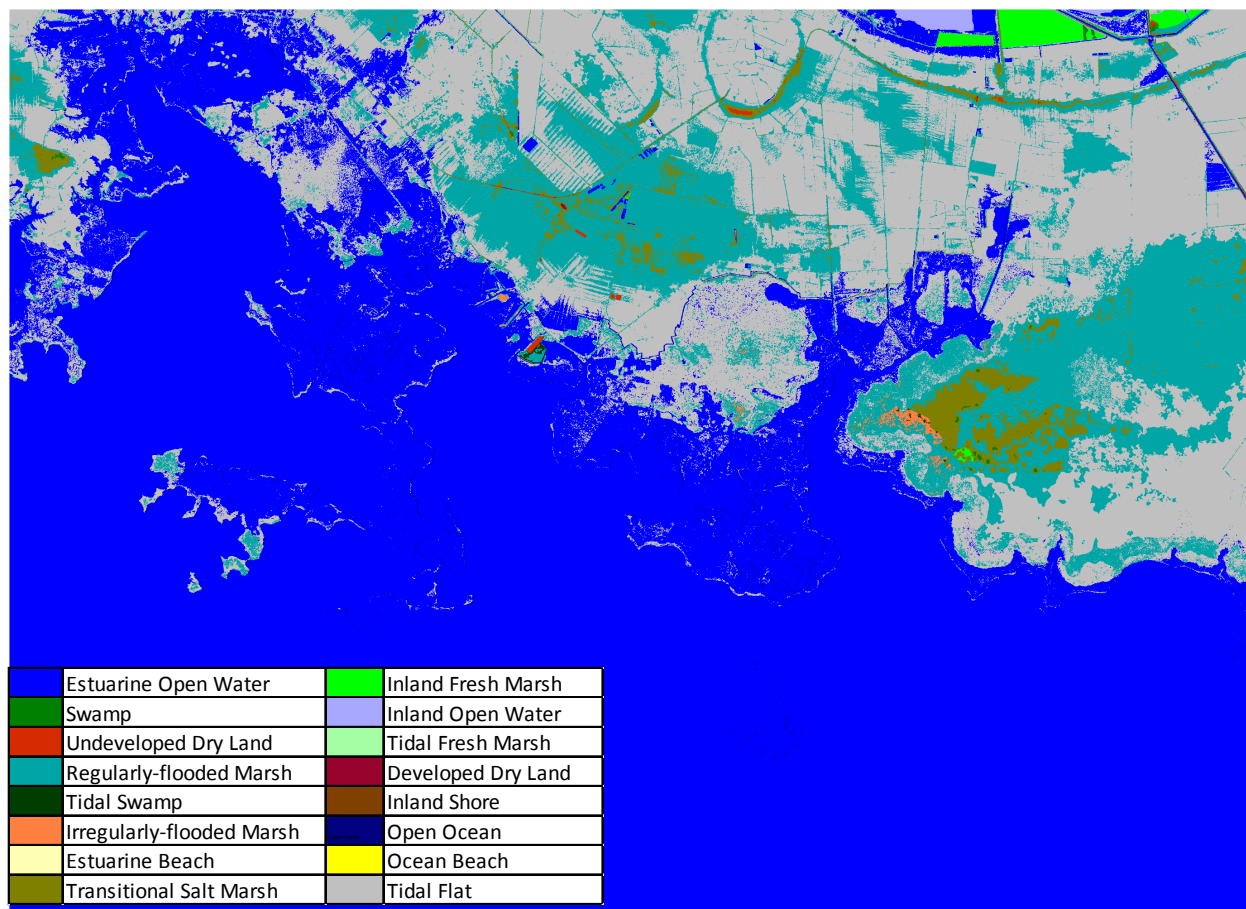 Estuarine Open Water
Inland Fresh Marsh
Swamp
Inland Open Water
Undeveloped Dry Land
Tidal Fresh Marsh
Regularly-flooded Marsh
Developed Dry Land
Tidal Swamp
Inland Shore
Irregularly-flooded Marsh
Open Ocean
Estuarine Beach
Ocean Beach
Transitional Salt Marsh
Tidal Flat